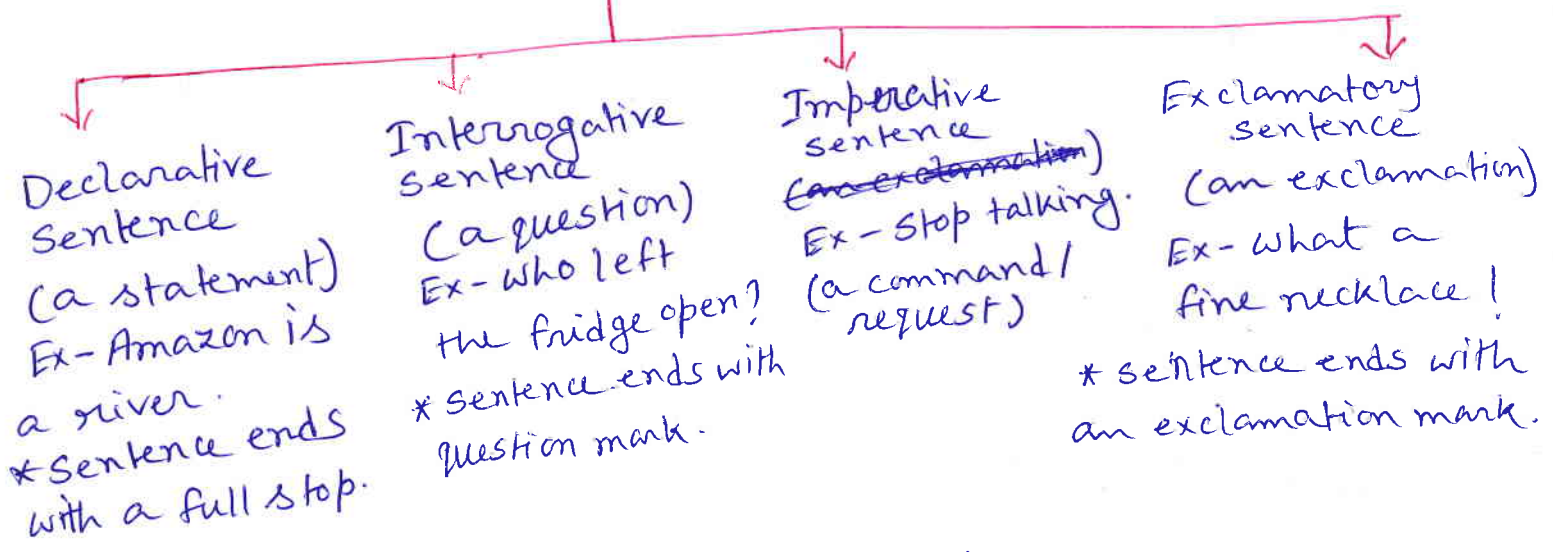 Declarative
Sentence
(a statement)
Ex- Amazon is
a river.
* Sentence ends
with a full stop.
Interrogative
sentence
(a question)
Ex- Who left
the fridge open?
* Sentence ends with
question mark.
Imperative
sentence
(an exclamation)
Ex - Stop talking.
(a command/
request)
Exclamatory
sentence
(an exclamation)
Ex- what a
fine necklace!
* sentence ends with
an exclamation mark.